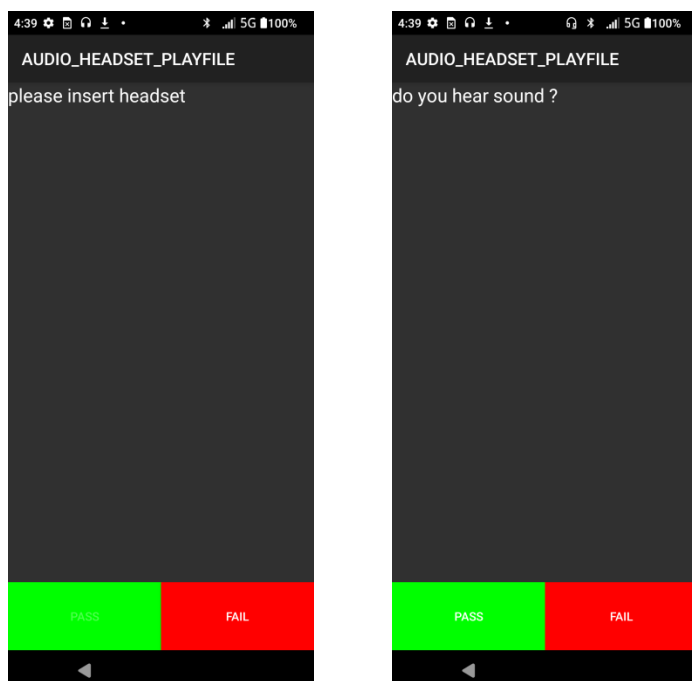 4:39 5G 100%
AUDIO_HEADSET_PLAYFILE
please insert headset
PASS FAIL
4:39 5G 100%
AUDIO_HEADSET_PLAYFILE
do you hear sound ?
PASS FAIL